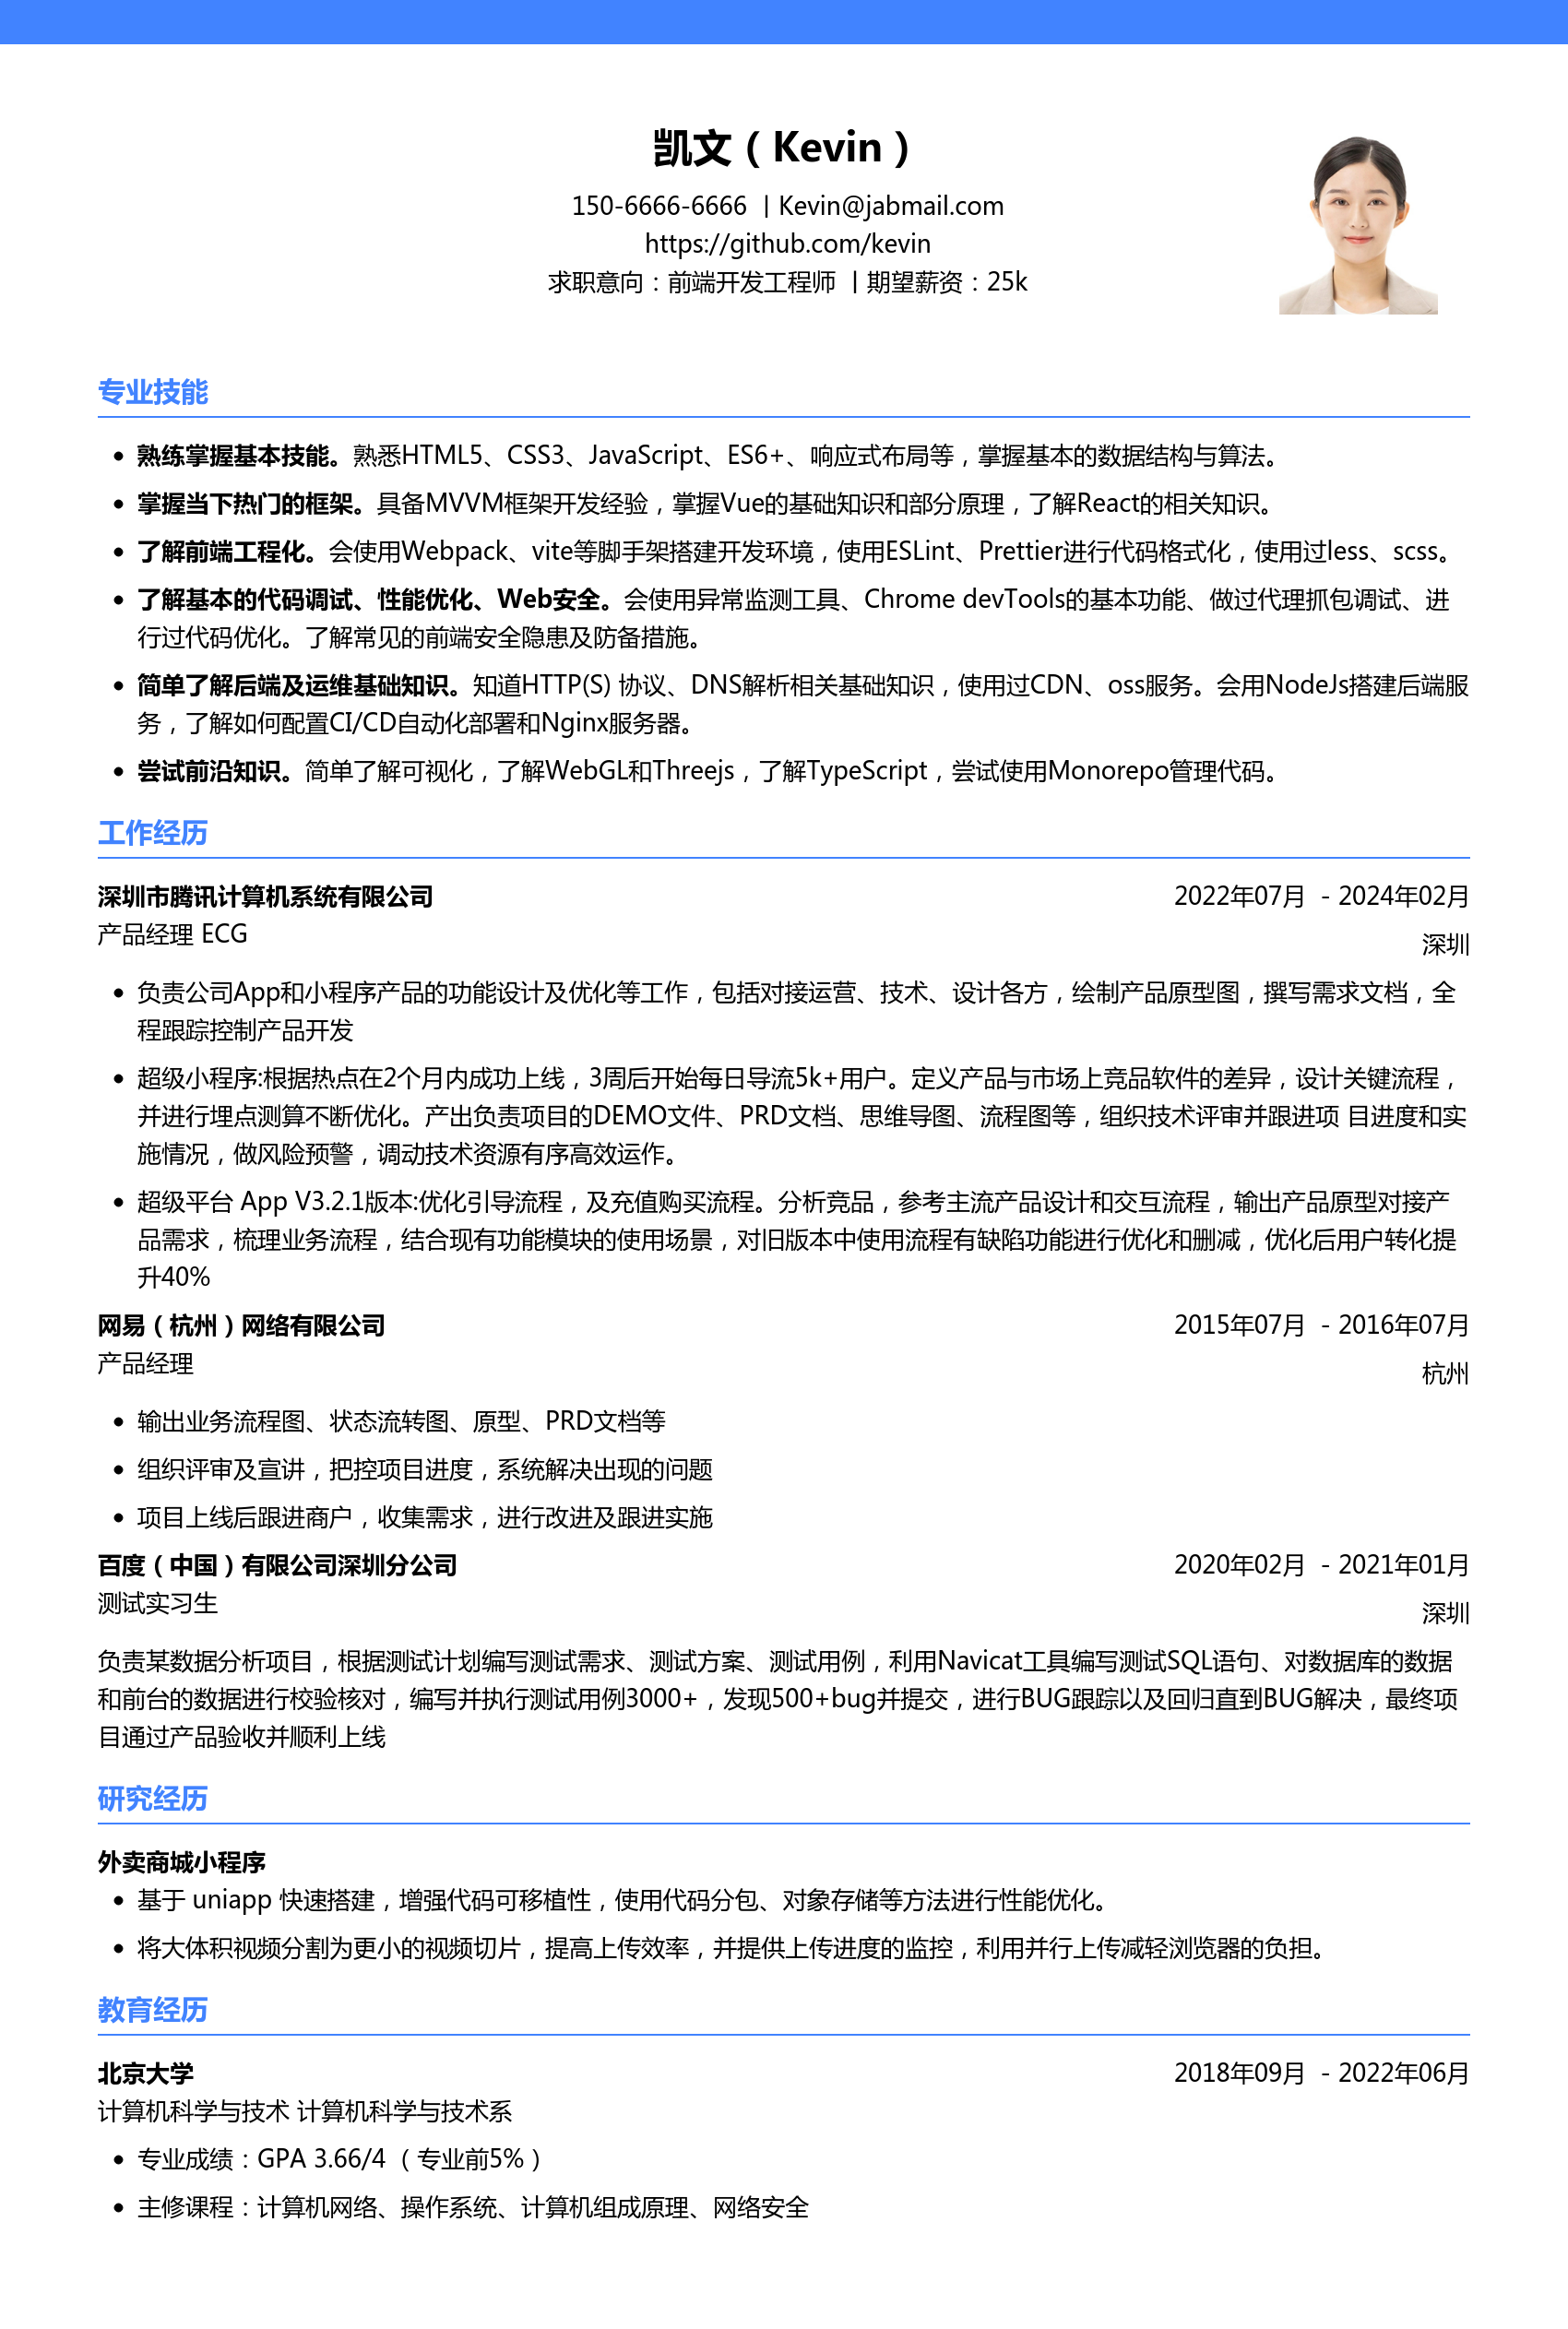 凯文（Kevin）
150-6666-6666 | Kevin@jabmail.com
https://github.com/kevin
求职意向：前端开发工程师 | 期望薪资：25k
专业技能
熟练掌握基本技能。熟悉HTML5、CSS3、JavaScript、ES6+、响应式布局等，掌握基本的数据结构与算法。
掌握当下热门的框架。具备MVVM框架开发经验，掌握Vue的基础知识和部分原理，了解React的相关知识。
了解前端工程化。会使用Webpack、vite等脚手架搭建开发环境，使用ESLint、Prettier进行代码格式化，使用过less、scss。
了解基本的代码调试、性能优化、Web安全。会使用异常监测工具、Chrome devTools的基本功能、做过代理抓包调试、进
行过代码优化。了解常见的前端安全隐患及防备措施。
简单了解后端及运维基础知识。知道HTTP(S) 协议、DNS解析相关基础知识，使用过CDN、oss服务。会用NodeJs搭建后端服
务，了解如何配置CI/CD自动化部署和Nginx服务器。
尝试前沿知识。简单了解可视化，了解WebGL和Threejs，了解TypeScript，尝试使用Monorepo管理代码。
工作经历
深圳市腾讯计算机系统有限公司 2022年07月 - 2024年02月
产品经理 ECG
深圳
负责公司App和小程序产品的功能设计及优化等工作，包括对接运营、技术、设计各方，绘制产品原型图，撰写需求文档，全
程跟踪控制产品开发
超级小程序:根据热点在2个月内成功上线，3周后开始每日导流5k+用户。定义产品与市场上竞品软件的差异，设计关键流程，
并进行埋点测算不断优化。产出负责项目的DEMO文件、PRD文档、思维导图、流程图等，组织技术评审并跟进项 目进度和实
施情况，做风险预警，调动技术资源有序高效运作。
超级平台 App V3.2.1版本:优化引导流程，及充值购买流程。分析竞品，参考主流产品设计和交互流程，输出产品原型对接产
品需求，梳理业务流程，结合现有功能模块的使用场景，对旧版本中使用流程有缺陷功能进行优化和删减，优化后用户转化提
升40%
网易（杭州）网络有限公司 2015年07月 - 2016年07月
产品经理
杭州
输出业务流程图、状态流转图、原型、PRD文档等
组织评审及宣讲，把控项目进度，系统解决出现的问题
项目上线后跟进商户，收集需求，进行改进及跟进实施
百度（中国）有限公司深圳分公司 2020年02月 - 2021年01月
测试实习生
深圳
负责某数据分析项目，根据测试计划编写测试需求、测试方案、测试用例，利用Navicat工具编写测试SQL语句、对数据库的数据
和前台的数据进行校验核对，编写并执行测试用例3000+，发现500+bug并提交，进行BUG跟踪以及回归直到BUG解决，最终项
目通过产品验收并顺利上线
研究经历
外卖商城小程序
基于 uniapp 快速搭建，增强代码可移植性，使用代码分包、对象存储等方法进行性能优化。
将大体积视频分割为更小的视频切片，提高上传效率，并提供上传进度的监控，利用并行上传减轻浏览器的负担。
教育经历
北京大学 2018年09月 - 2022年06月
计算机科学与技术 计算机科学与技术系
专业成绩：GPA 3.66/4 （专业前5%）
主修课程：计算机网络、操作系统、计算机组成原理、网络安全